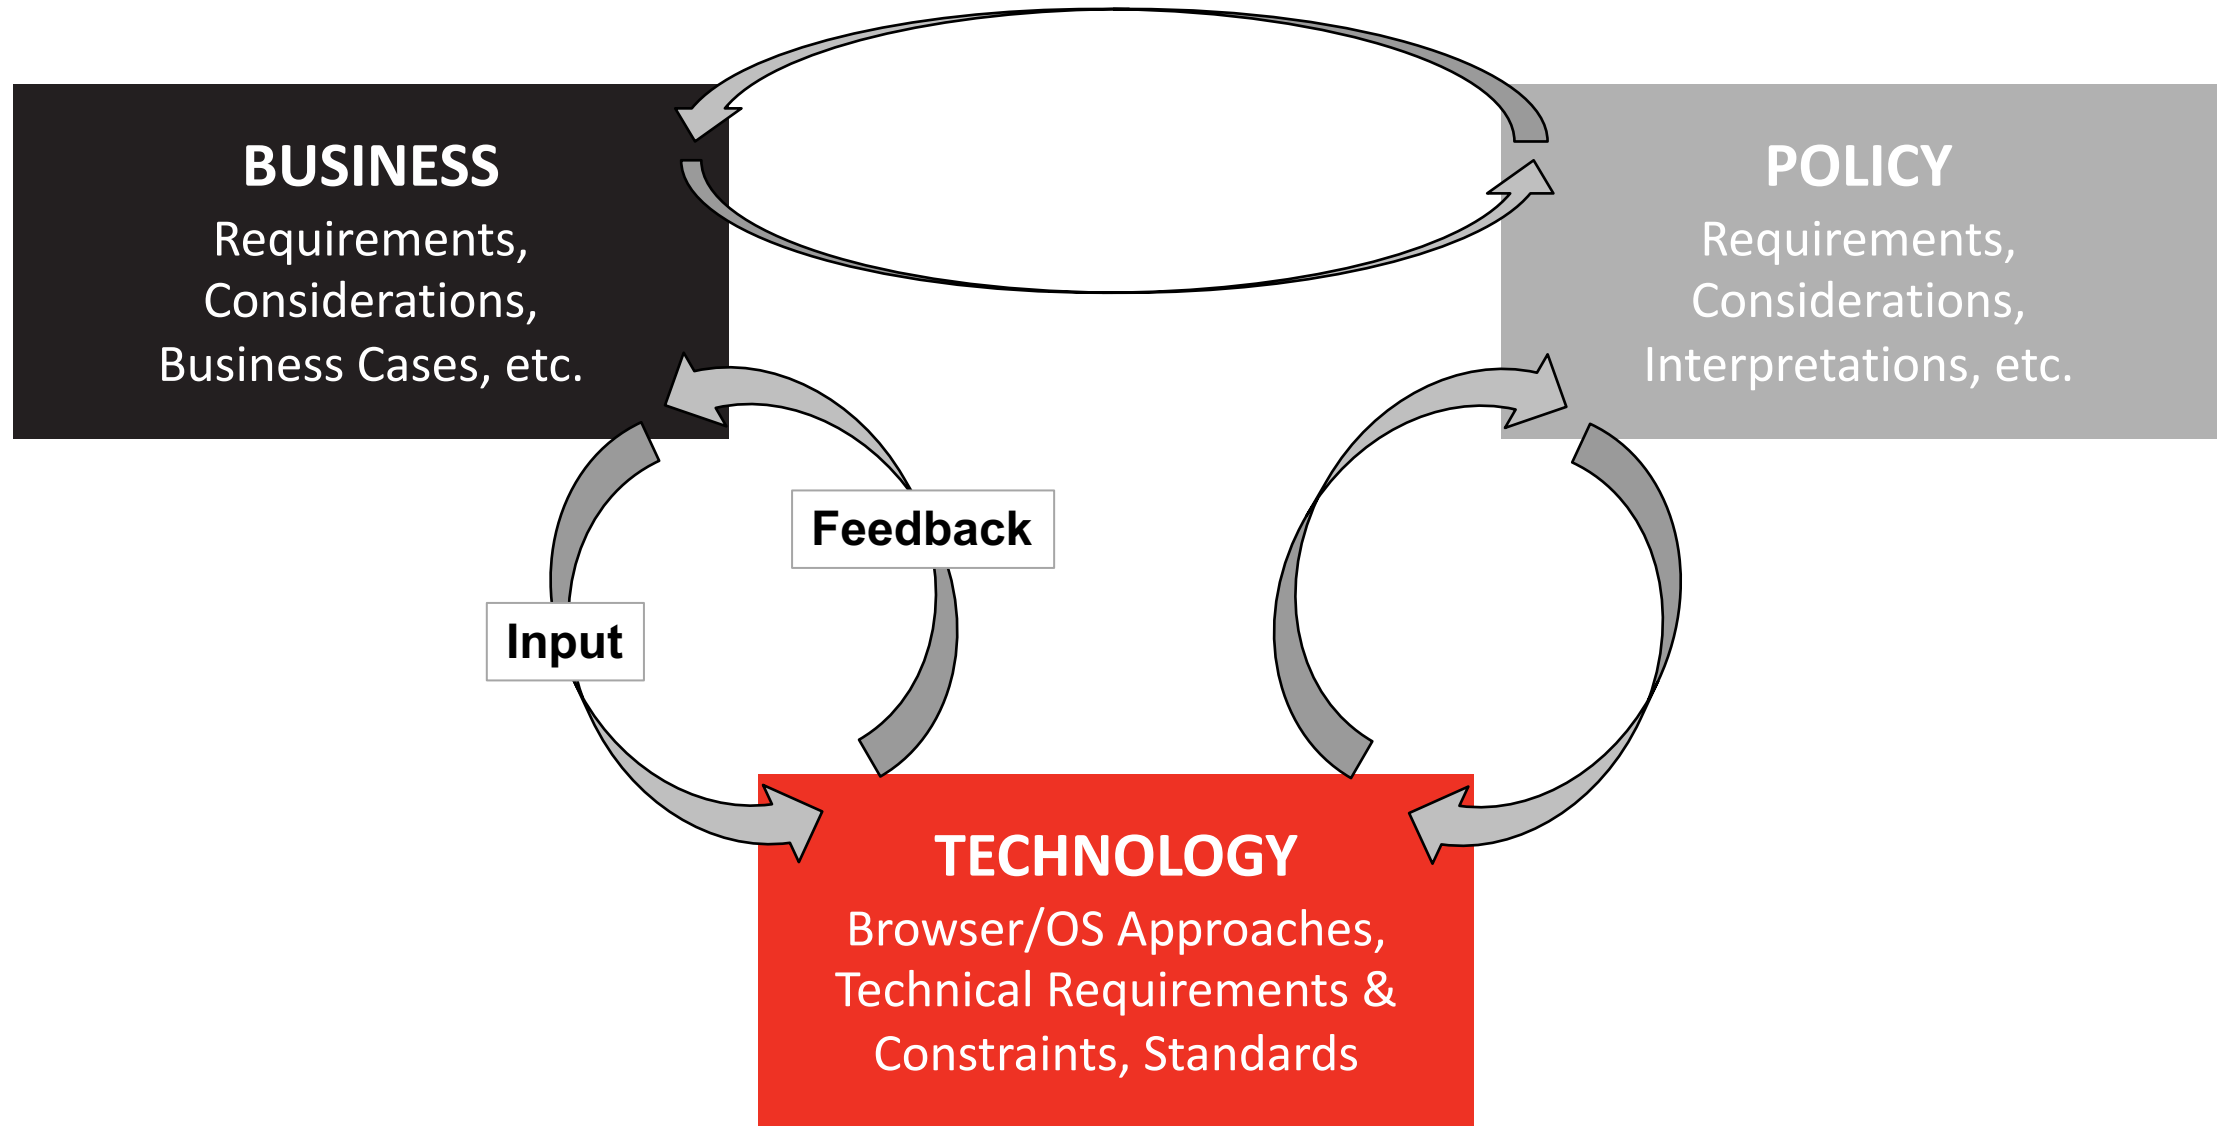 BUSINESS
Requirements,
Considerations,
Business Cases, etc.
POLICY
Requirements,
Considerations,
Interpretations, etc.
Feedback
Input
TECHNOLOGY
Browser/OS Approaches,
Technical Requirements &
Constraints, Standards